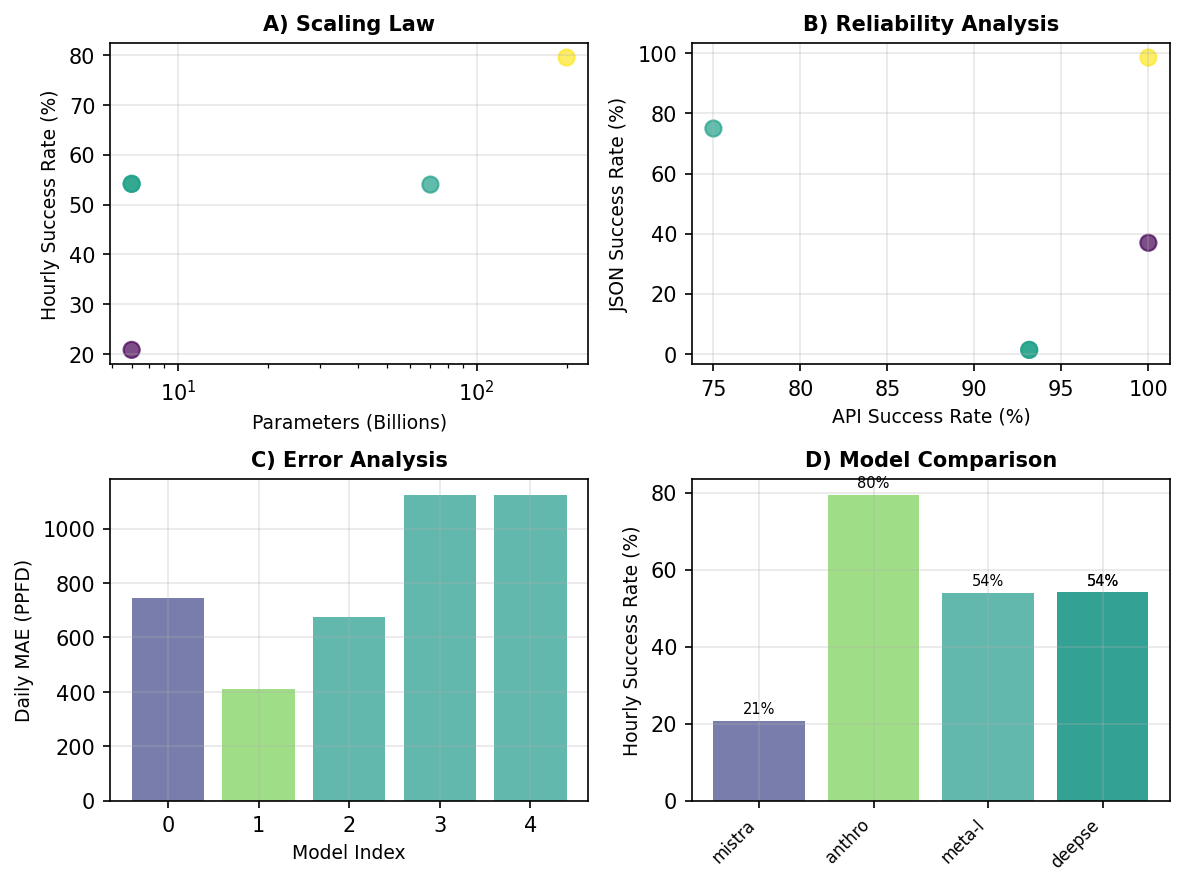 A) Scaling Law
Hourly Success Rate (%)
80
70
60
50
40
30
20
10¹
10²
Parameters (Billions)
B) Reliability Analysis
JSON Success Rate (%)
100
80
60
40
20
0
75
80
85
90
95
100
API Success Rate (%)
C) Error Analysis
Daily MAE (PPFD)
1000
800
600
400
200
0
0
1
2
3
4
Model Index
D) Model Comparison
Hourly Success Rate (%)
80
60
40
20
0
21%
80%
54%
54%
mistra
anthro
meta-l
deepse